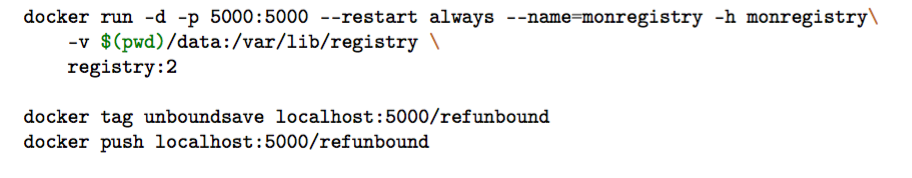 docker run -d -p 5000:5000 --restart always --name=monregistry -h monregistry\
    -v $(pwd)/data:/var/lib/registry \
    registry:2

docker tag unboundsave localhost:5000/refunbound
docker push localhost:5000/refunbound